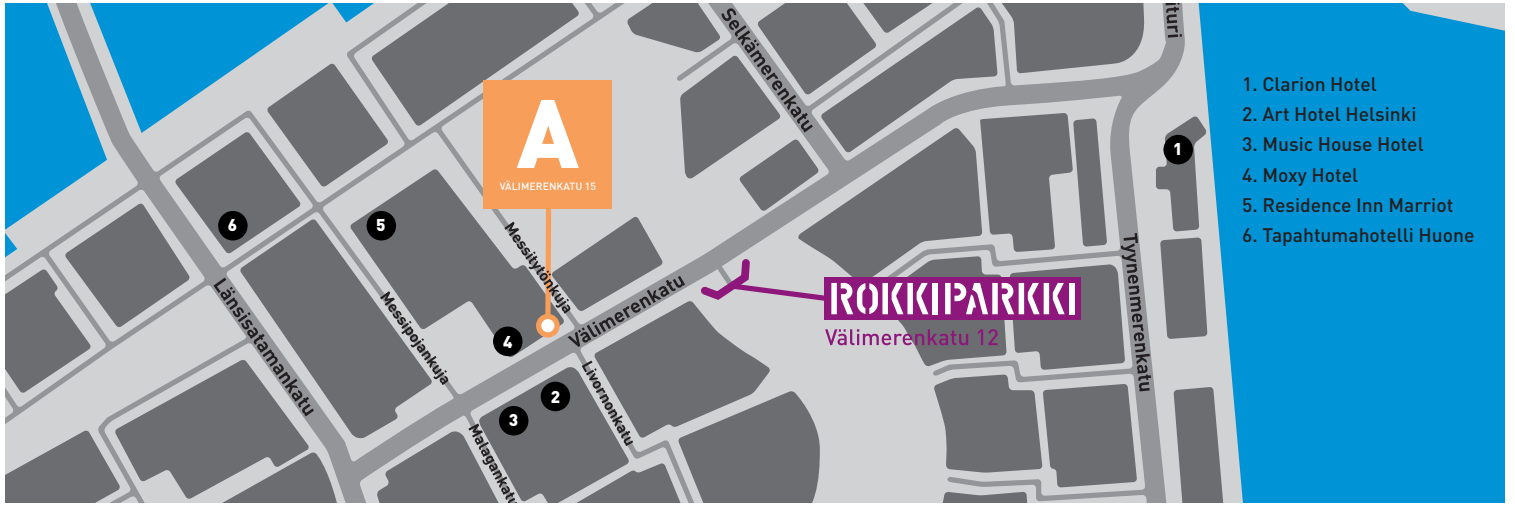 Selkämerenkatu
ituri
A
VÄLIMERENKATU 15
1. Clarion Hotel
2. Art Hotel Helsinki
3. Music House Hotel
4. Moxy Hotel
5. Residence Inn Marriot
6. Tapahtumahotelli Huone
1
6
5
Messitytönkuja
Tyynenmerenkatu
Länsisatamankatu
Messipojankuja
Välimerenkatu
ROKKIPARKKI
Välimerenkatu 12
4
2
3
Livornonkatu
Malagankatu